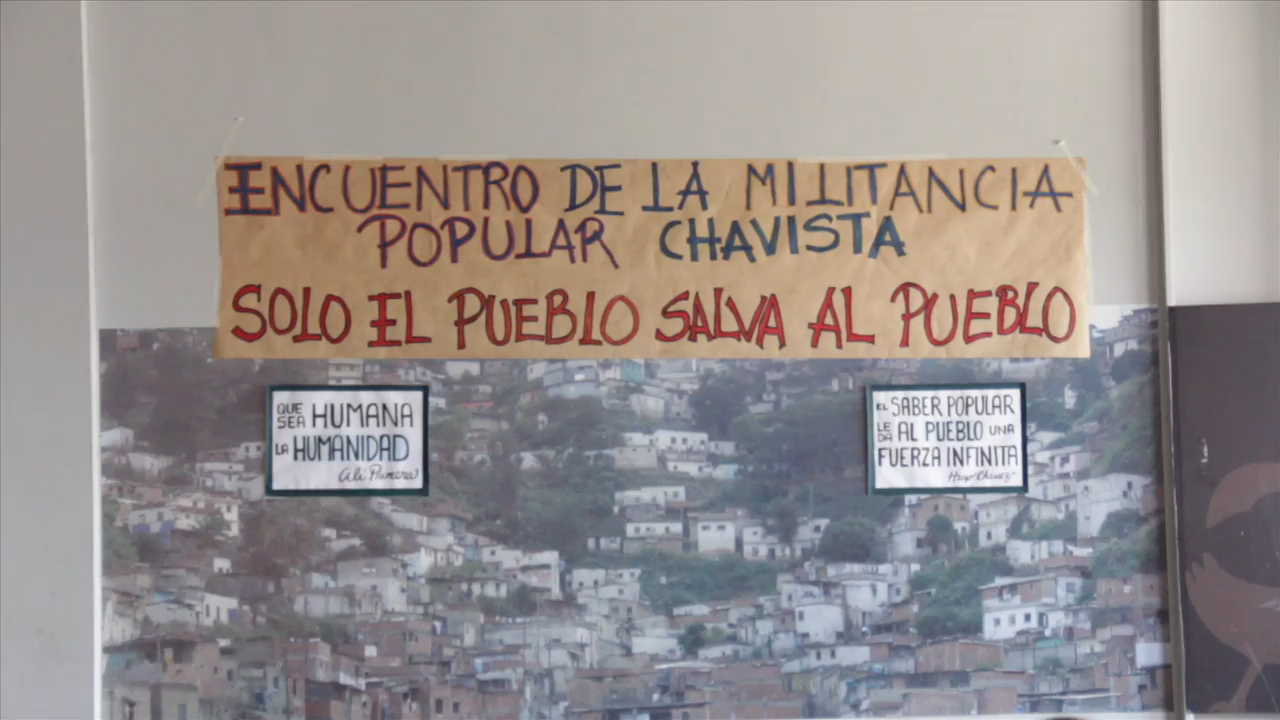 ENCUENTRO DE LA MILITANCIA
POPULAR CHAVISTA
SOLO EL PUEBLO SALVA AL PUEBLO
QUE SEA HUMANA
LA HUMANIDAD
Alí Primera
EL SABER POPULAR
LE DA AL PUEBLO UNA
FUERZA INFINITA
Hugo Chávez